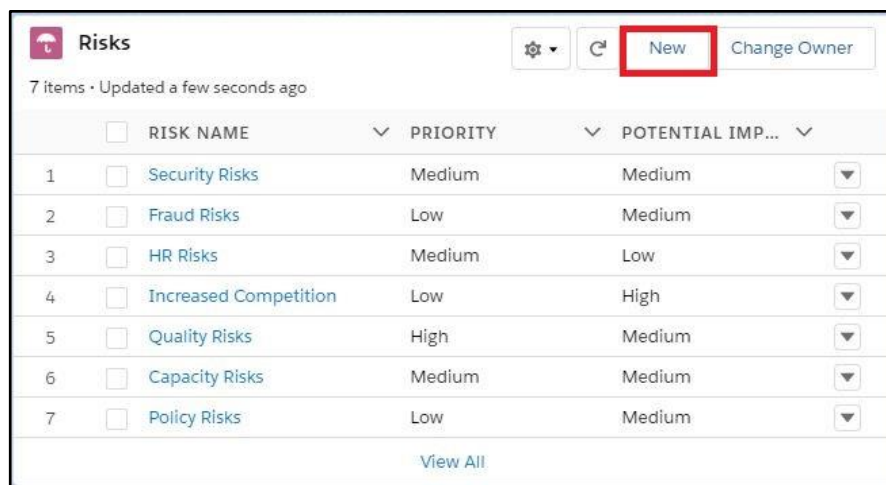 Risks
New
Change Owner
7 items • Updated a few seconds ago
RISK NAME PRIORITY POTENTIAL IMP...
1 Security Risks Medium Medium
2 Fraud Risks Low Medium
3 HR Risks Medium Low
4 Increased Competition Low High
5 Quality Risks High Medium
6 Capacity Risks Medium Medium
7 Policy Risks Low Medium
View All